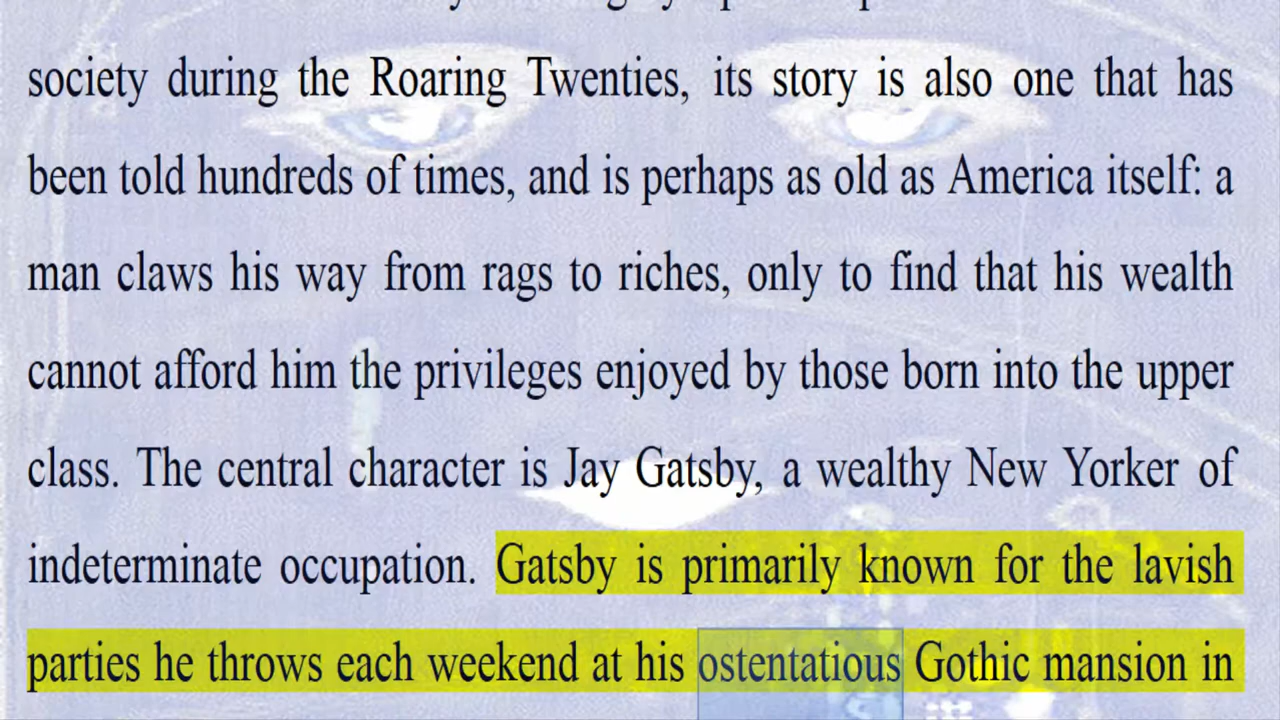 society during the Roaring Twenties, its story is also one that has
been told hundreds of times, and is perhaps as old as America itself: a
man claws his way from rags to riches, only to find that his wealth
cannot afford him the privileges enjoyed by those born into the upper
class. The central character is Jay Gatsby, a wealthy New Yorker of
indeterminate occupation. Gatsby is primarily known for the lavish
parties he throws each weekend at his ostentatious Gothic mansion in